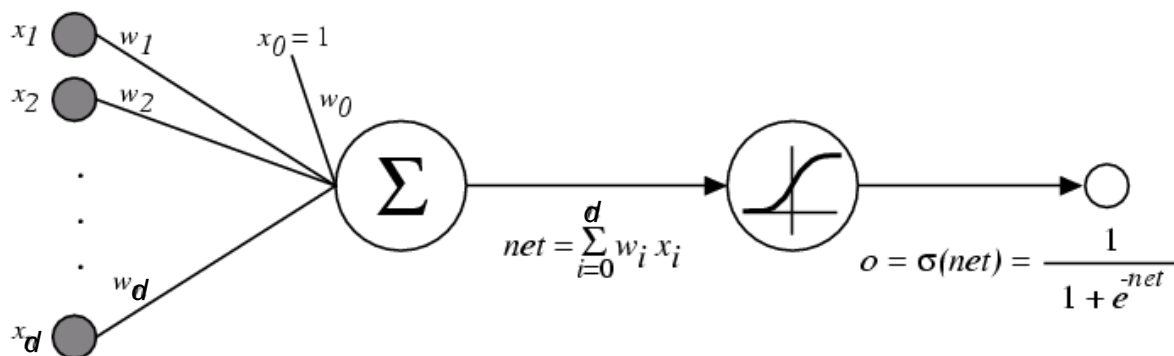 x1
w1
x0 = 1
x2
w2
w0
Σ
net = Σ i=0 d wi xi
o = σ(net) = 1 / 1 + e -net
wd
xd